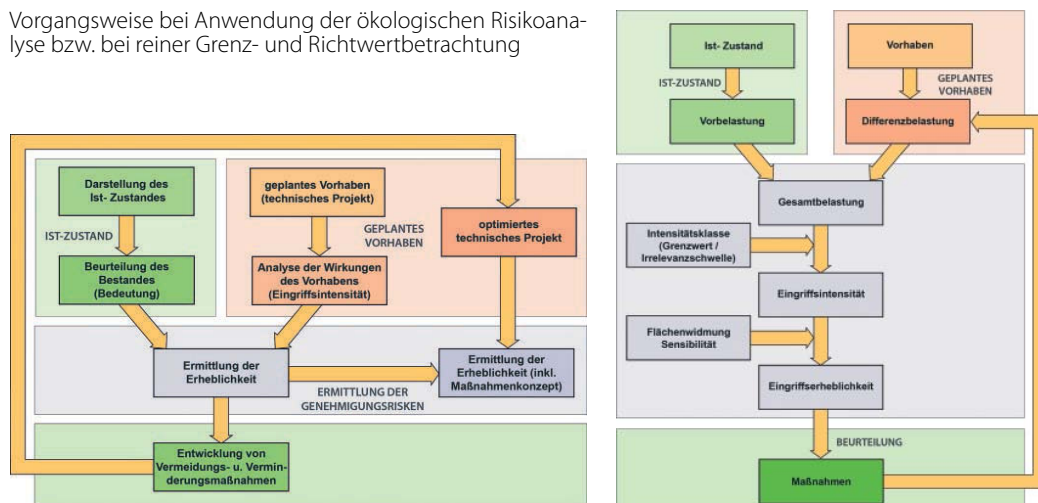 Vorgangsweise bei Anwendung der ökologischen Risikoana-
lyse bzw. bei reiner Grenz- und Richtwertbetrachtung
Darstellung des
Ist- Zustandes
IST-ZUSTAND
Beurteilung des
Bestandes
(Bedeutung)
geplantes Vorhaben
(technisches Projekt)
GEPLANTES
VORHABEN
Analyse der Wirkungen
des Vorhabens
(Eingriffsintensität)
optimiertes
technisches Projekt
Ermittlung der
Erheblichkeit
ERMITTLUNG DER
GENEHMIGUNGSRISKEN
Ermittlung der
Erheblichkeit (inkl.
Maßnahmenkonzept)
Entwicklung von
Vermeidungs- u. Vermin-
derungsmaßnahmen
Ist- Zustand
IST-ZUSTAND
Vorbelastung
Vorhaben
GEPLANTES
VORHABEN
Differenzbelastung
Gesamtbelastung
Intensitätsklasse
(Grenzwert /
Irrelevanzschwelle)
Eingriffsintensität
Flächenwidmung
Sensibilität
Eingriffserheblichkeit
BEURTEILUNG
Maßnahmen